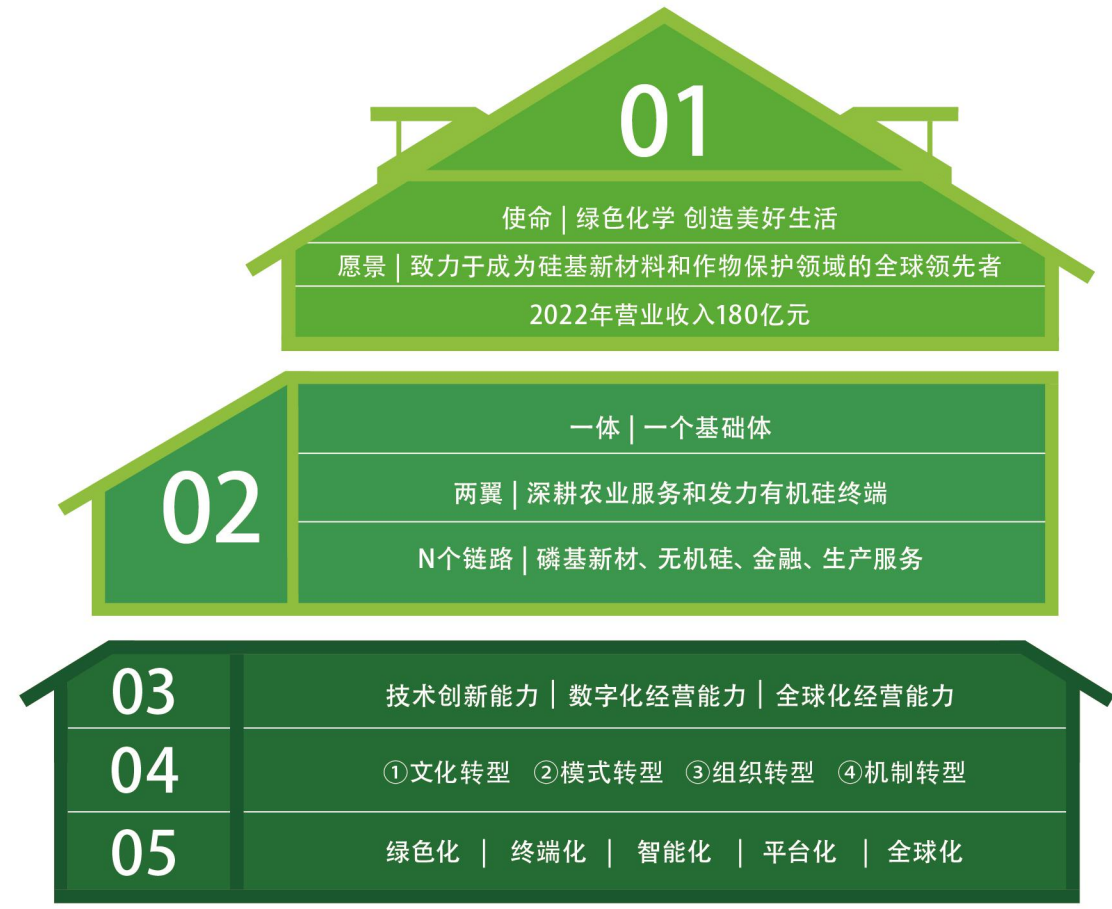 01
使命 | 绿色化学 创造美好生活
愿景 | 致力于成为硅基新材料和作物保护领域的全球领先者
2022年营业收入180亿元
02
一体 | 一个基础体
两翼 | 深耕农业服务和发力有机硅终端
N个链路 | 磷基新材、无机硅、金融、生产服务
03
技术创新能力 | 数字化经营能力 | 全球化经营能力
04
①文化转型 ②模式转型 ③组织转型 ④机制转型
05
绿色化 | 终端化 | 智能化 | 平台化 | 全球化